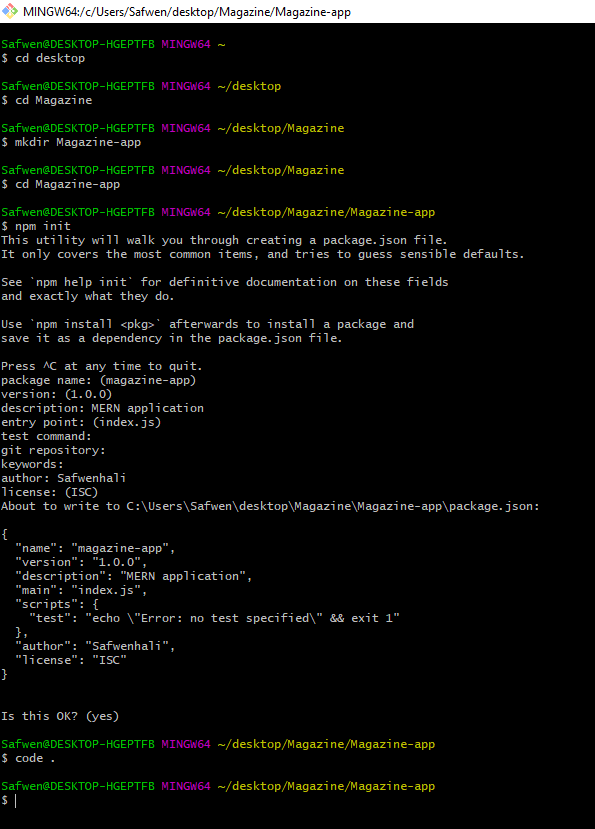 MINGW64:/c/Users/Safwen/desktop/Magazine/Magazine-app
Safwen@DESKTOP-HGEPTFB MINGW64 ~
$ cd desktop
Safwen@DESKTOP-HGEPTFB MINGW64 ~/desktop
$ cd Magazine
Safwen@DESKTOP-HGEPTFB MINGW64 ~/desktop/Magazine
$ mkdir Magazine-app
Safwen@DESKTOP-HGEPTFB MINGW64 ~/desktop/Magazine
$ cd Magazine-app
Safwen@DESKTOP-HGEPTFB MINGW64 ~/desktop/Magazine/Magazine-app
$ npm init
This utility will walk you through creating a package.json file.
It only covers the most common items, and tries to guess sensible defaults.
See `npm help init` for definitive documentation on these fields
and exactly what they do.
Use `npm install <pkg>` afterwards to install a package and
save it as a dependency in the package.json file.
Press ^C at any time to quit.
package name: (magazine-app)
version: (1.0.0)
description: MERN application
entry point: (index.js)
test command:
git repository:
keywords:
author: Safwenhali
license: (ISC)
About to write to C:\Users\Safwen\desktop\Magazine\Magazine-app\package.json:
{
  "name": "magazine-app",
  "version": "1.0.0",
  "description": "MERN application",
  "main": "index.js",
  "scripts": {
    "test": "echo \"Error: no test specified\" && exit 1"
  },
  "author": "Safwenhali",
  "license": "ISC"
}
Is this OK? (yes)
Safwen@DESKTOP-HGEPTFB MINGW64 ~/desktop/Magazine/Magazine-app
$ code .
Safwen@DESKTOP-HGEPTFB MINGW64 ~/desktop/Magazine/Magazine-app
$